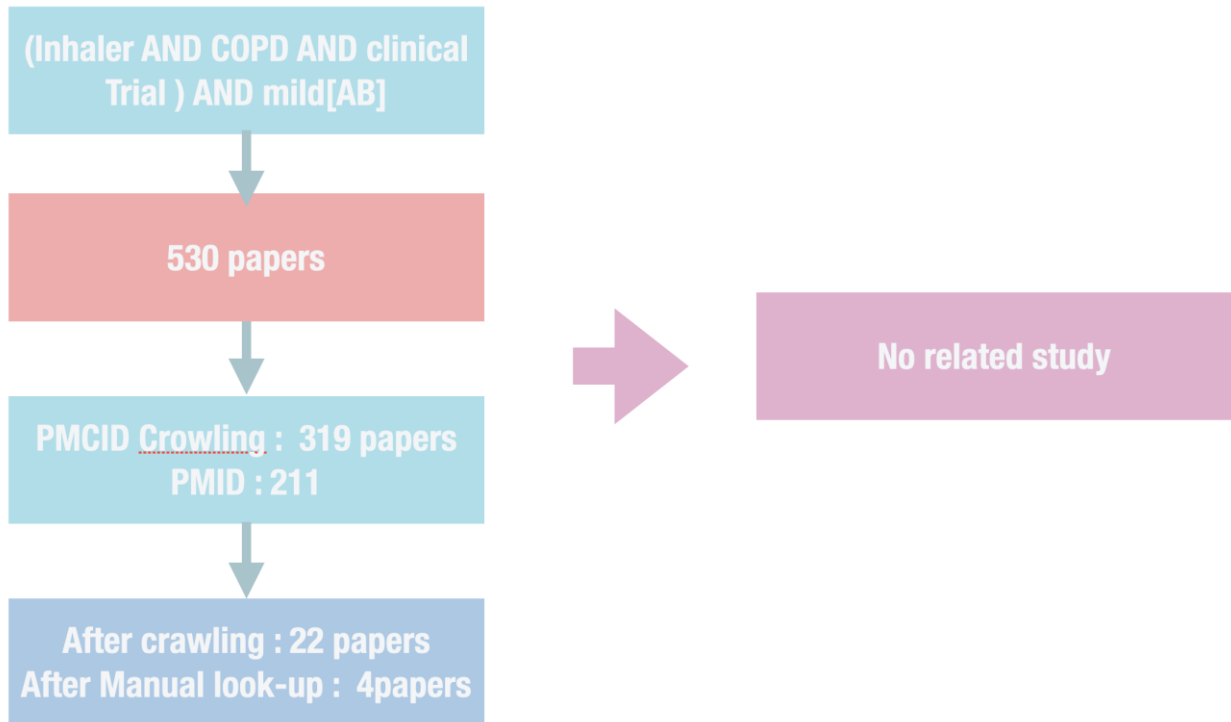 (Inhaler AND COPD AND clinical
Trial ) AND mild[AB]
530 papers
PMCID Crowling :  319 papers
PMID : 211
After crawling : 22 papers
After Manual look-up :  4papers
No related study